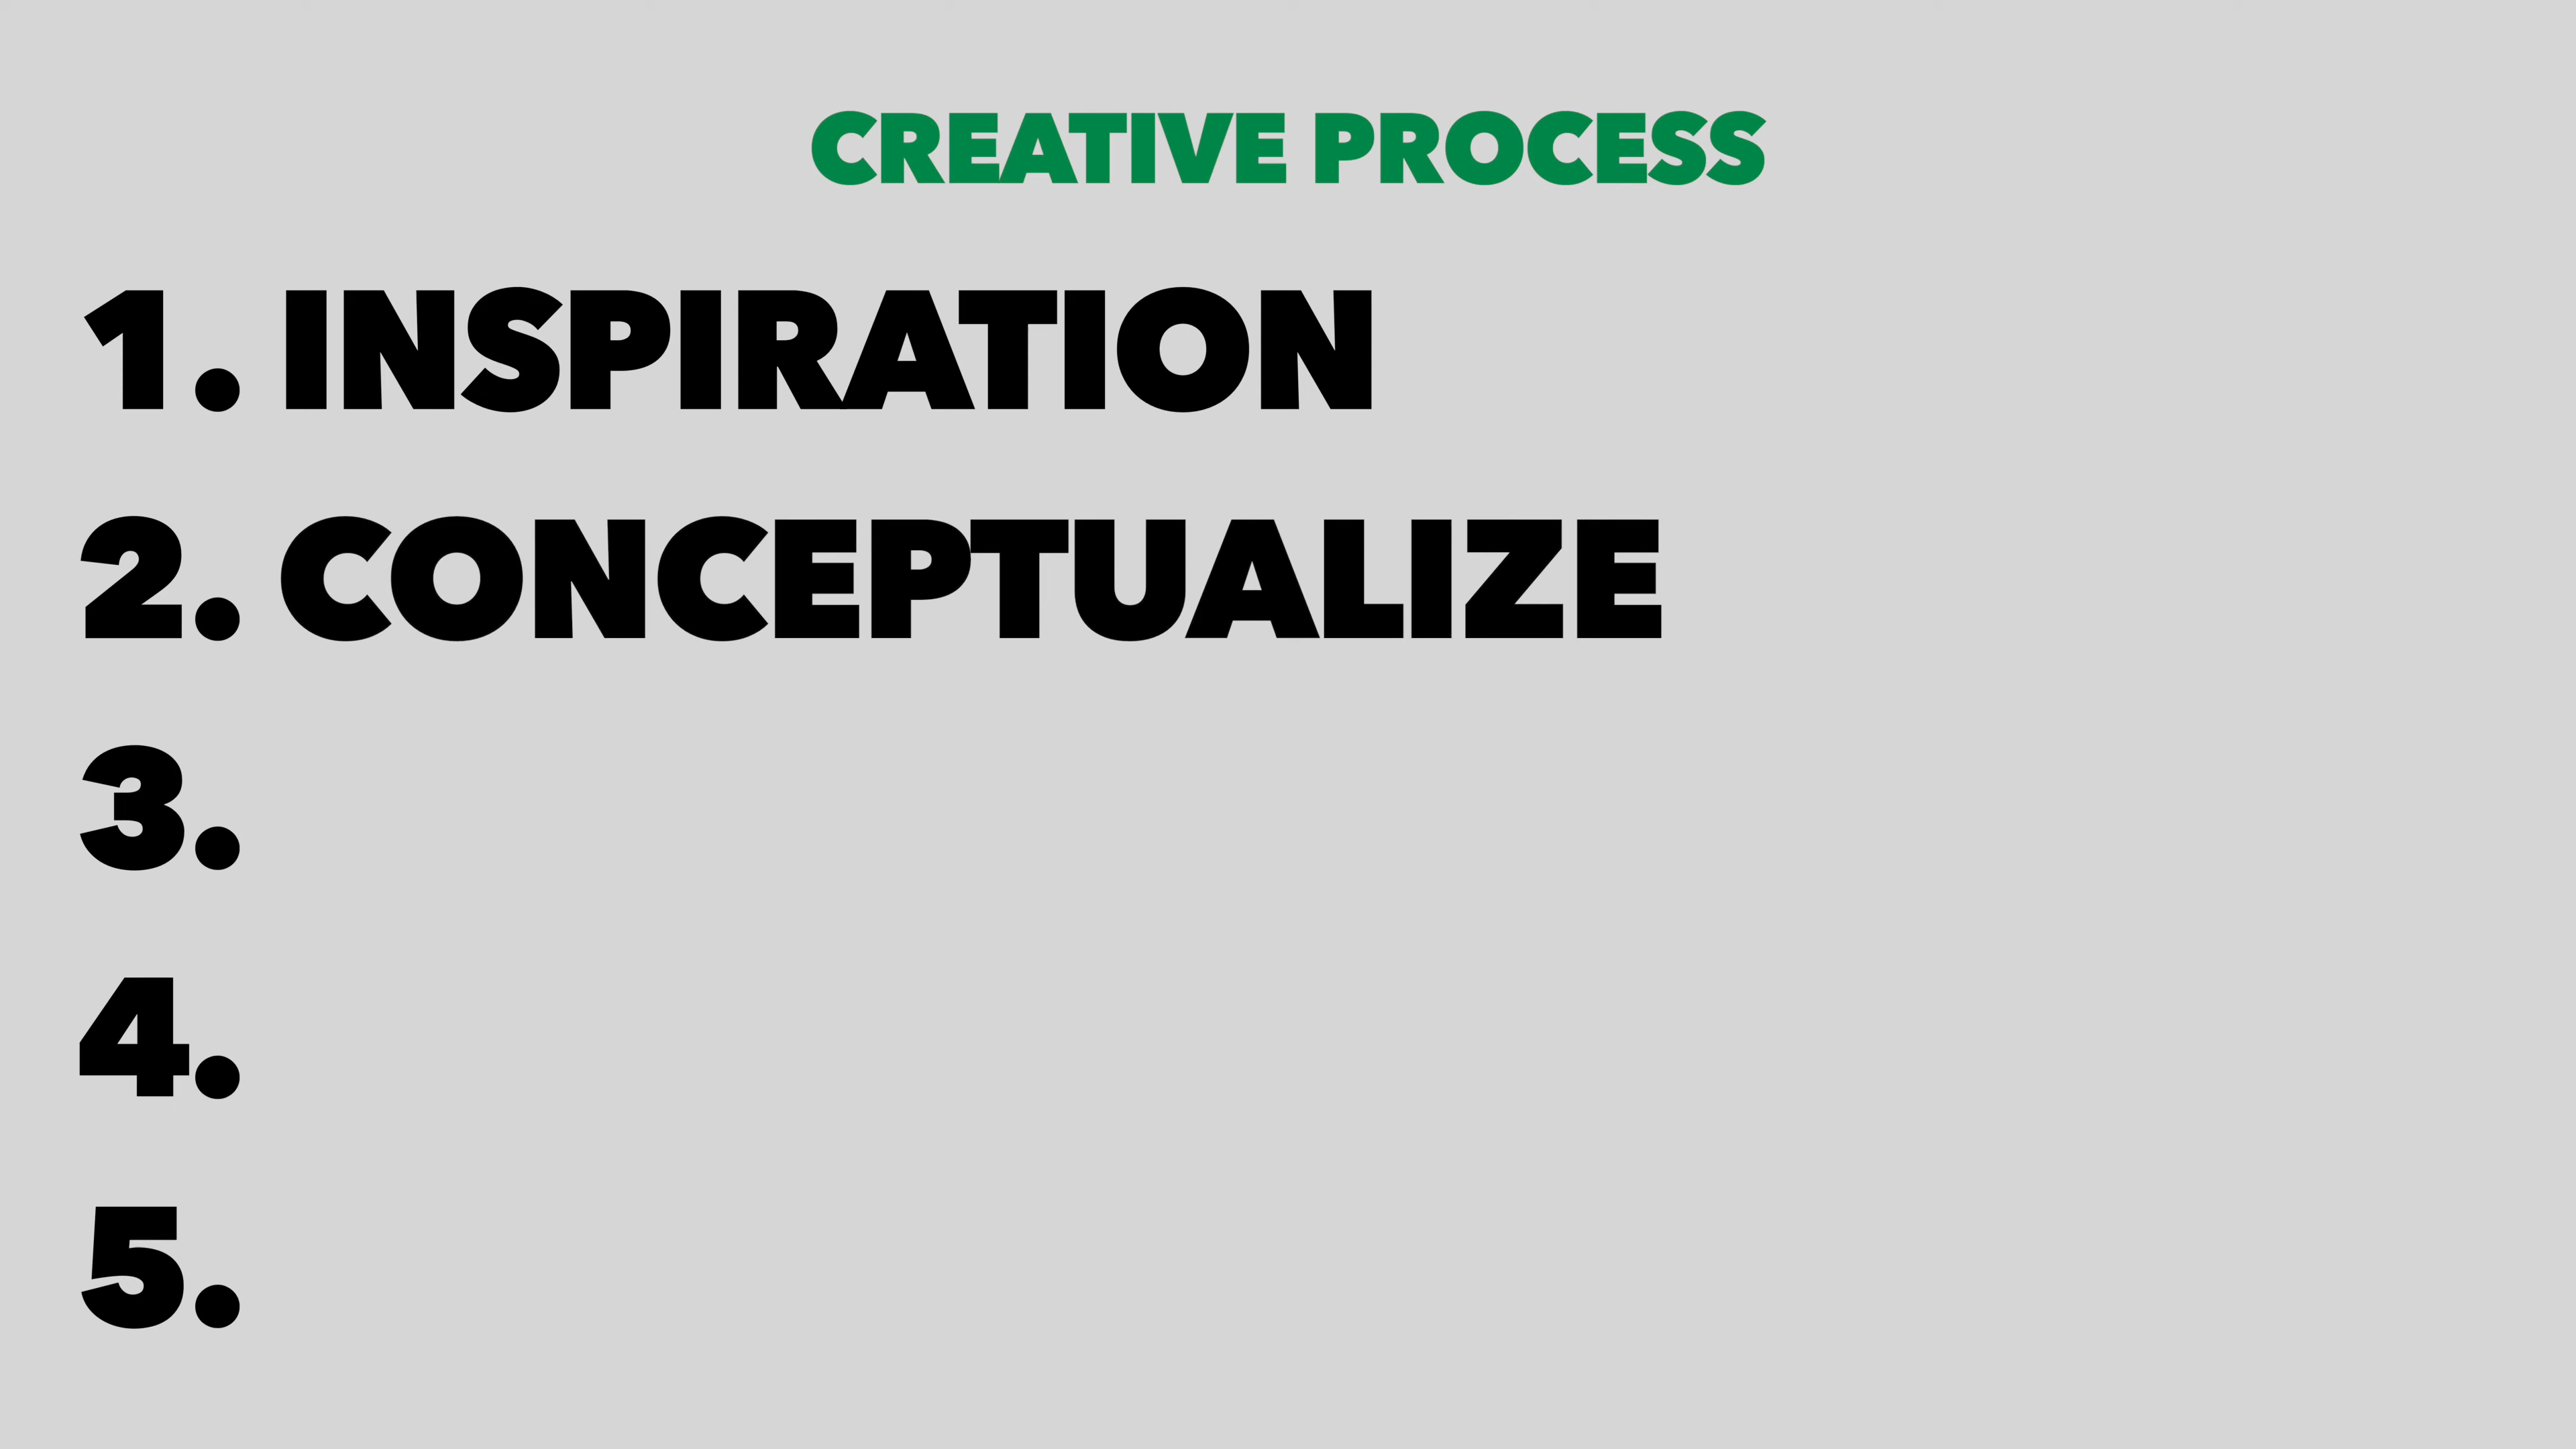 CREATIVE PROCESS
1. INSPIRATION
2. CONCEPTUALIZE
3.
4.
5.